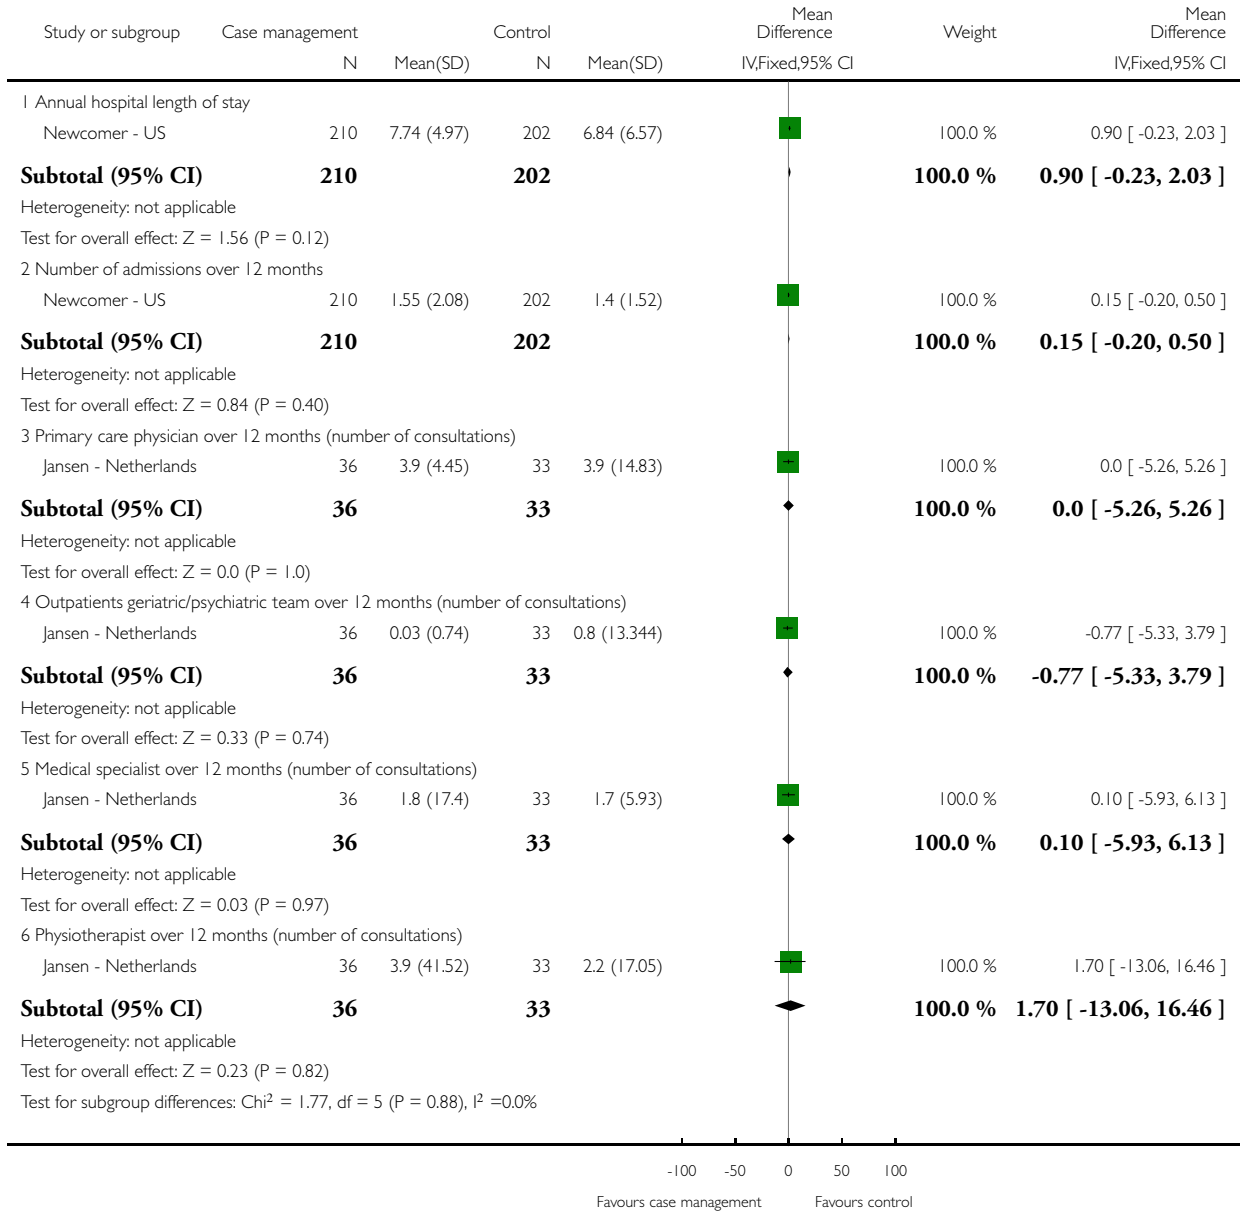 Study or subgroup Case management Control Mean Difference Weight Mean Difference
N Mean(SD) N Mean(SD) IV,Fixed,95% CI IV,Fixed,95% CI
1 Annual hospital length of stay
Newcomer - US 210 7.74 (4.97) 202 6.84 (6.57) 100.0 % 0.90 [ -0.23, 2.03 ]
Subtotal (95% CI) 210 202 100.0 % 0.90 [ -0.23, 2.03 ]
Heterogeneity: not applicable
Test for overall effect: Z = 1.56 (P = 0.12)
2 Number of admissions over 12 months
Newcomer - US 210 1.55 (2.08) 202 1.4 (1.52) 100.0 % 0.15 [ -0.20, 0.50 ]
Subtotal (95% CI) 210 202 100.0 % 0.15 [ -0.20, 0.50 ]
Heterogeneity: not applicable
Test for overall effect: Z = 0.84 (P = 0.40)
3 Primary care physician over 12 months (number of consultations)
Jansen - Netherlands 36 3.9 (4.45) 33 3.9 (14.83) 100.0 % 0.0 [ -5.26, 5.26 ]
Subtotal (95% CI) 36 33 100.0 % 0.0 [ -5.26, 5.26 ]
Heterogeneity: not applicable
Test for overall effect: Z = 0.0 (P = 1.0)
4 Outpatients geriatric/psychiatric team over 12 months (number of consultations)
Jansen - Netherlands 36 0.03 (0.74) 33 0.8 (13.344) 100.0 % -0.77 [ -5.33, 3.79 ]
Subtotal (95% CI) 36 33 100.0 % -0.77 [ -5.33, 3.79 ]
Heterogeneity: not applicable
Test for overall effect: Z = 0.33 (P = 0.74)
5 Medical specialist over 12 months (number of consultations)
Jansen - Netherlands 36 1.8 (17.4) 33 1.7 (5.93) 100.0 % 0.10 [ -5.93, 6.13 ]
Subtotal (95% CI) 36 33 100.0 % 0.10 [ -5.93, 6.13 ]
Heterogeneity: not applicable
Test for overall effect: Z = 0.03 (P = 0.97)
6 Physiotherapist over 12 months (number of consultations)
Jansen - Netherlands 36 3.9 (41.52) 33 2.2 (17.05) 100.0 % 1.70 [ -13.06, 16.46 ]
Subtotal (95% CI) 36 33 100.0 % 1.70 [ -13.06, 16.46 ]
Heterogeneity: not applicable
Test for overall effect: Z = 0.23 (P = 0.82)
Test for subgroup differences: Chi² = 1.77, df = 5 (P = 0.88), I² =0.0%
-100 -50 0 50 100
Favours case management Favours control